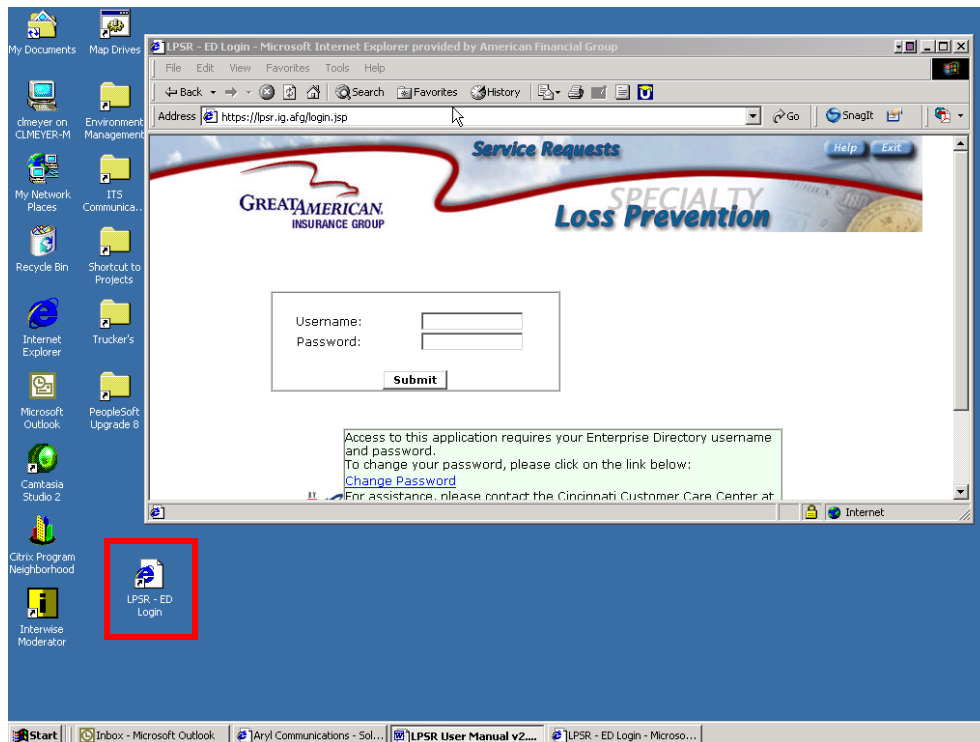 My Documents
Map Drives
clmeyer on
CLMEYER-M
Environment
Management
My Network
Places
ITS
Communica..
Recycle Bin
Shortcut to
Projects
Internet
Explorer
Trucker's
Microsoft
Outlook
PeopleSoft
Upgrade 8
Camtasia
Studio 2
Citrix Program
Neighborhood
Interwise
Moderator
LPSR - ED
Login
LPSR - ED Login - Microsoft Internet Explorer provided by American Financial Group
File Edit View Favorites Tools Help
Back Search Favorites History
Address https://lpsr.ig.afg/login.jsp Go SnagIt
Service Requests
Help Exit
GREATAMERICAN.
INSURANCE GROUP
SPECIALTY
Loss Prevention
Username:
Password:
Submit
Access to this application requires your Enterprise Directory username
and password.
To change your password, please click on the link below:
Change Password
For assistance, please contact the Cincinnati Customer Care Center at
Internet
Start Inbox - Microsoft Outlook Aryl Communications - Sol... LPSR User Manual v2.... LPSR - ED Login - Microso...